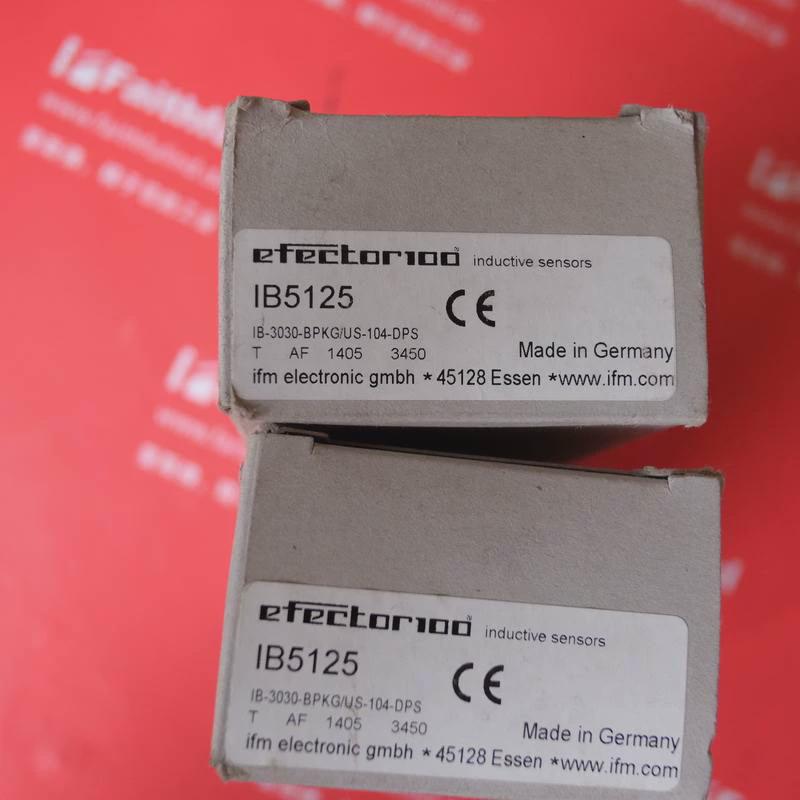 efector100 inductive sensors
IB5125
CE
IB-3030-BPKG/US-104-DPS
T AF 1405 3450
Made in Germany
ifm electronic gmbh * 45128 Essen * www.ifm.com
efector100 inductive sensors
IB5125
CE
IB-3030-BPKG/US-104-DPS
T AF 1405 3450
Made in Germany
ifm electronic gmbh * 45128 Essen * www.ifm.com